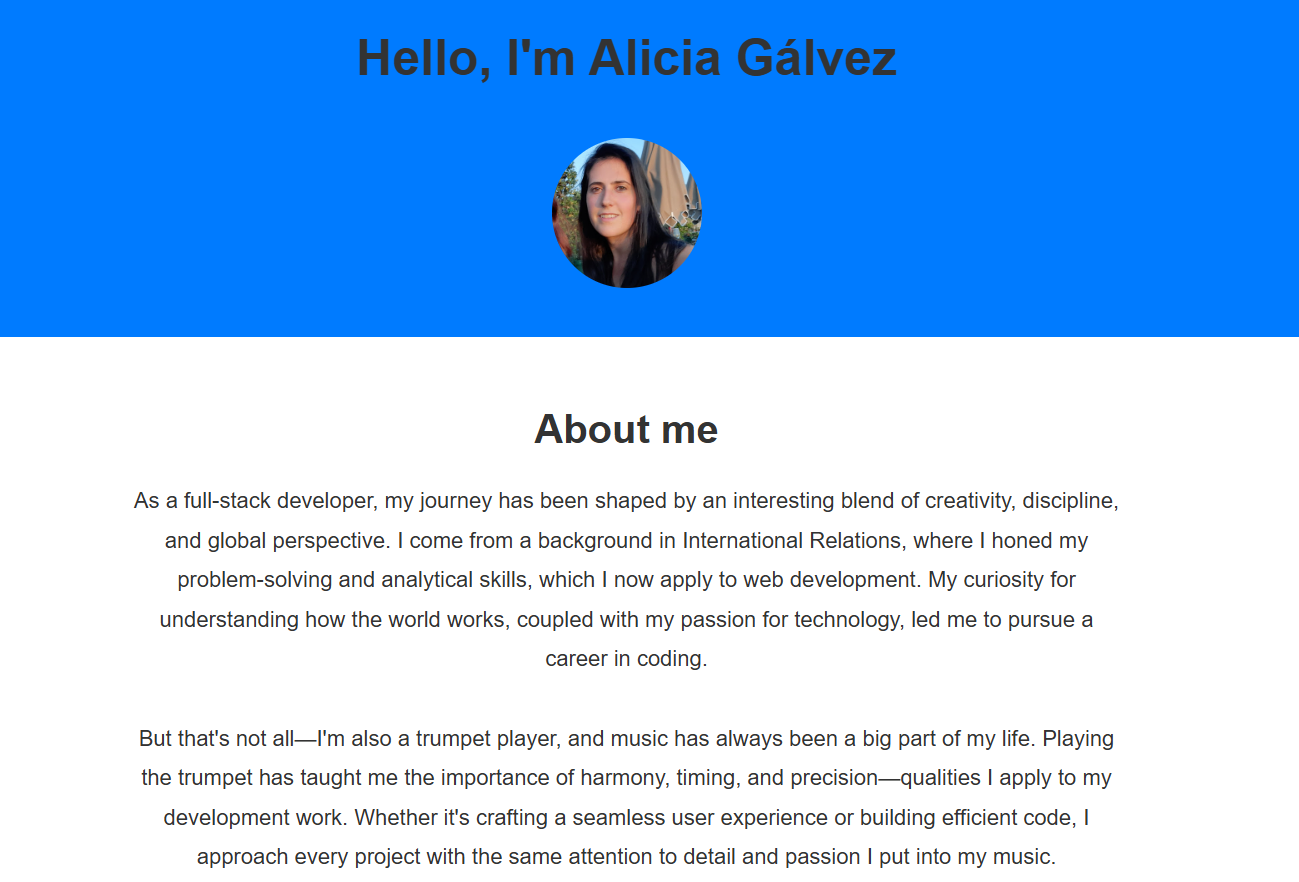 Hello, I'm Alicia Gálvez
About me
As a full-stack developer, my journey has been shaped by an interesting blend of creativity, discipline,
and global perspective. I come from a background in International Relations, where I honed my
problem-solving and analytical skills, which I now apply to web development. My curiosity for
understanding how the world works, coupled with my passion for technology, led me to pursue a
career in coding.
But that's not all—I'm also a trumpet player, and music has always been a big part of my life. Playing
the trumpet has taught me the importance of harmony, timing, and precision—qualities I apply to my
development work. Whether it's crafting a seamless user experience or building efficient code, I
approach every project with the same attention to detail and passion I put into my music.